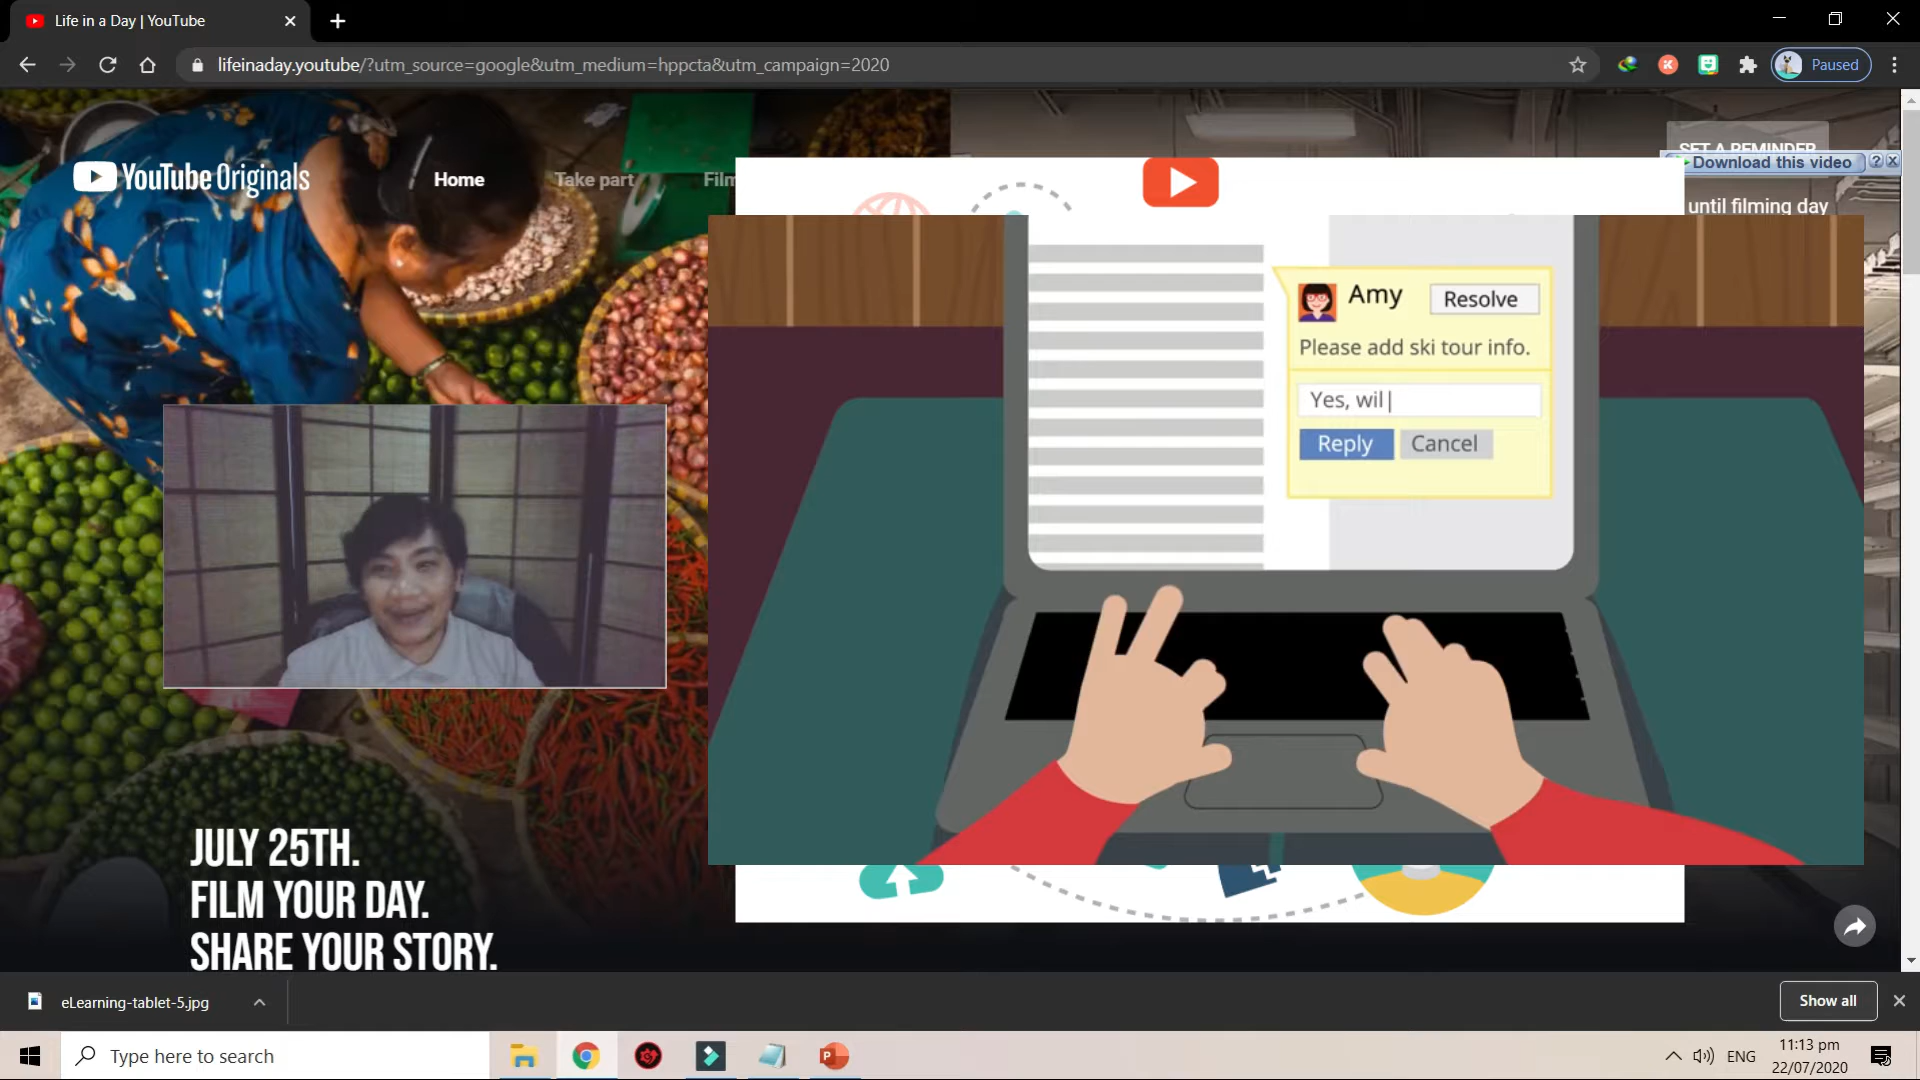 Life in a Day | YouTube
lifeinaday.youtube/?utm_source=google&utm_medium=hppcta&utm_campaign=2020
Paused
YouTube Originals
Home
Take part
Film
SET A REMINDER
Download this video
until filming day
Amy
Resolve
Please add ski tour info.
Yes, wil
Reply
Cancel
JULY 25TH.
FILM YOUR DAY.
SHARE YOUR STORY.
eLearning-tablet-5.jpg
Show all
Type here to search
ENG
11:13 pm
22/07/2020